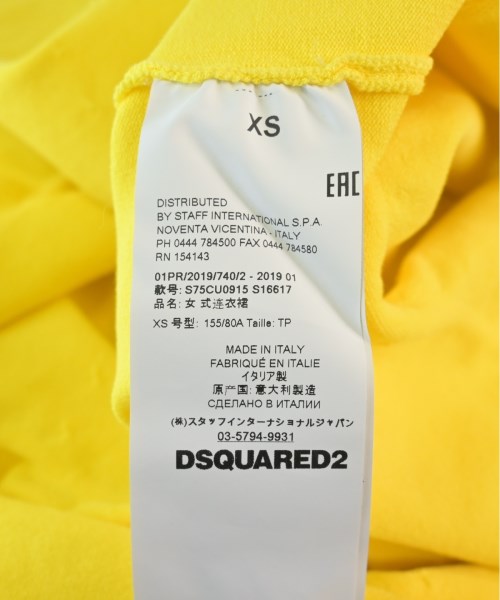 XS
EAC
DISTRIBUTED
BY STAFF INTERNATIONAL S.P.A.
NOVENTA VICENTINA - ITALY
PH 0444 784500 FAX 0444 784580
RN 154143
01PR/2019/740/2 - 2019 01
款号: S75CU0915 S16617
品名: 女式连衣裙
XS 号型: 155/80A Taille: TP
MADE IN ITALY
FABRIQUÉ EN ITALIE
イタリア製
原产国: 意大利製造
СДЕЛАНО В ИТАЛИИ
(株)スタッフインターナショナルジャパン
03-5794-9931
DSQUARED2